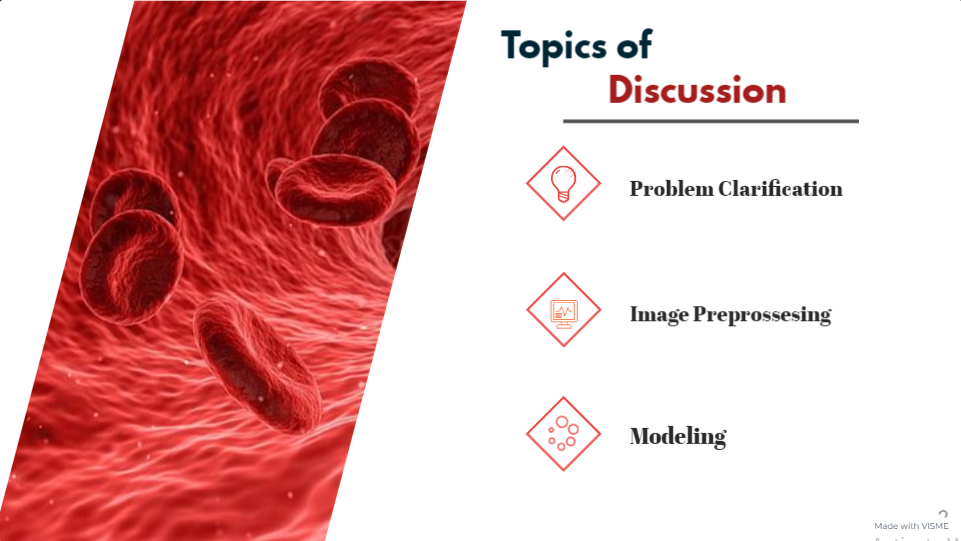 Topics of
Discussion
Problem Clarification
Image Preprossesing
Modeling
2
Made with VISME